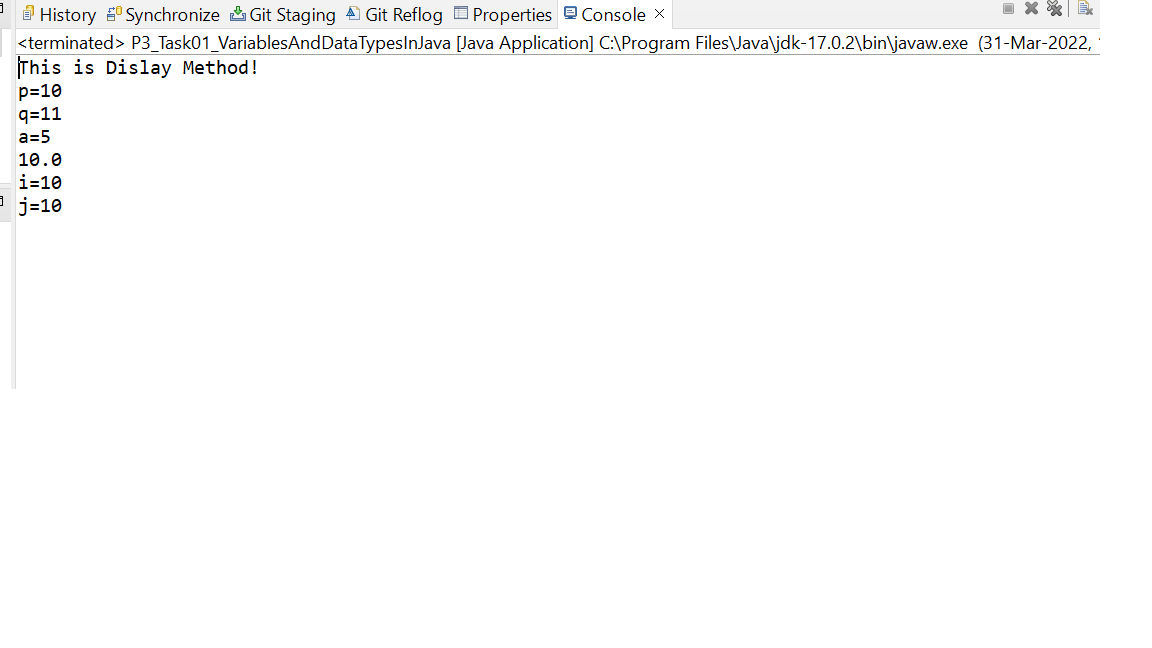 History Synchronize Git Staging Git Reflog Properties Console
<terminated> P3_Task01_VariablesAndDataTypesInJava [Java Application] C:\Program Files\Java\jdk-17.0.2\bin\javaw.exe (31-Mar-2022,
This is Dislay Method!
p=10
q=11
a=5
10.0
i=10
j=10